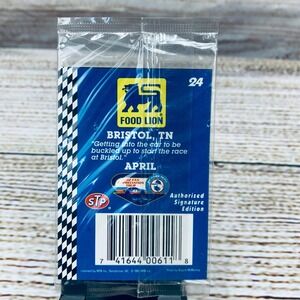 FOOD LION
24
BRISTOL, TN
"Getting into the car to be
buckled up to start the race
at Bristol."
APRIL
STP
Authorized
Signature
Edition
7 41644 00611 8